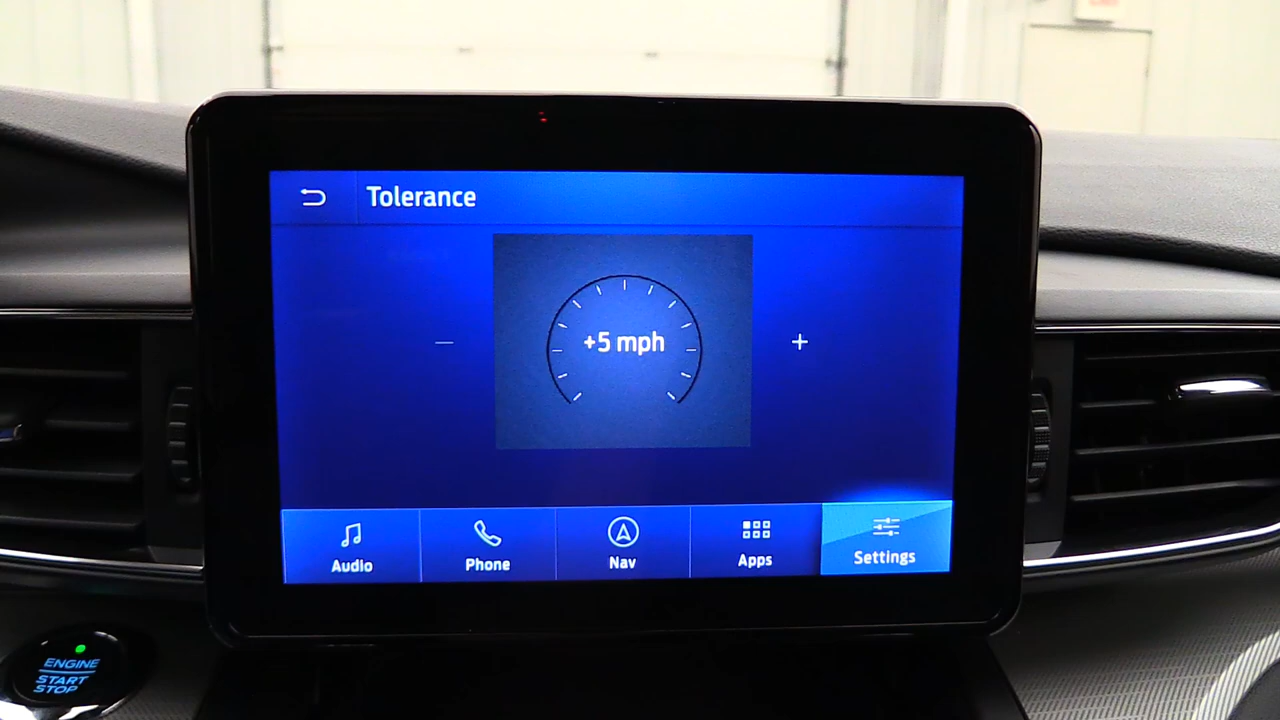 Tolerance
+5 mph
Audio
Phone
Nav
Apps
Settings
ENGINE
START
STOP